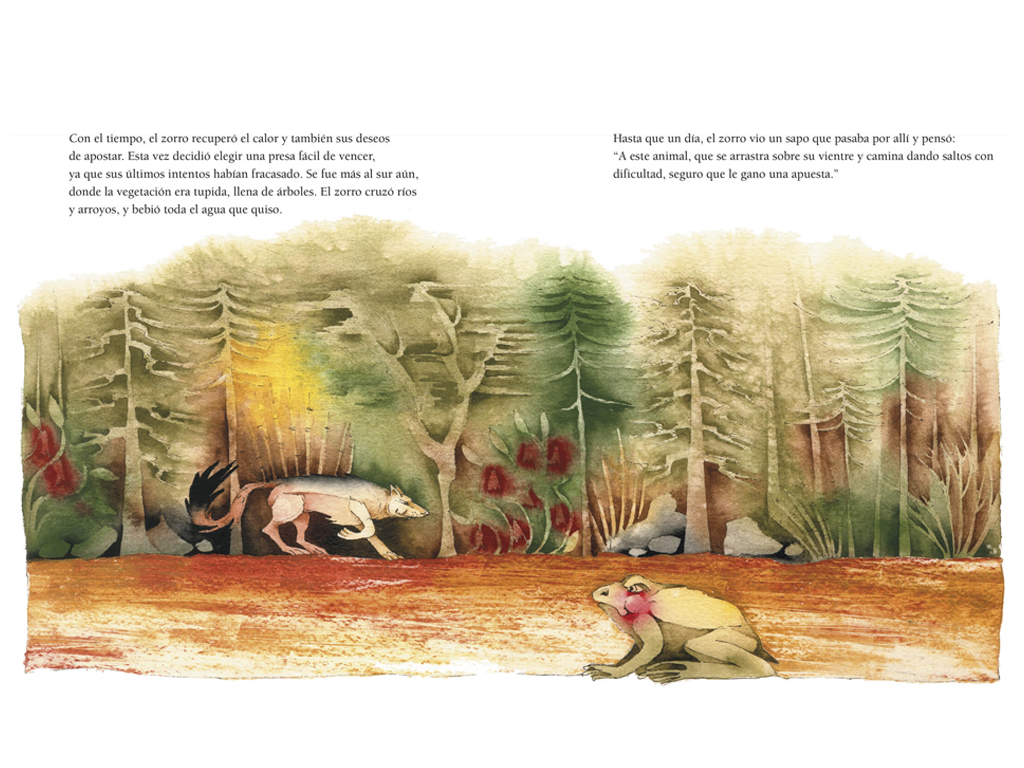 Con el tiempo, el zorro recuperó el calor y también sus deseos
de apostar. Esta vez decidió elegir una presa fácil de vencer,
ya que sus últimos intentos habían fracasado. Se fue más al sur aún,
donde la vegetación era tupida, llena de árboles. El zorro cruzó ríos
y arroyos, y bebió toda el agua que quiso.
Hasta que un día, el zorro vio un sapo que pasaba por allí y pensó:
“A este animal, que se arrastra sobre su vientre y camina dando saltos con
dificultad, seguro que le gano una apuesta.”